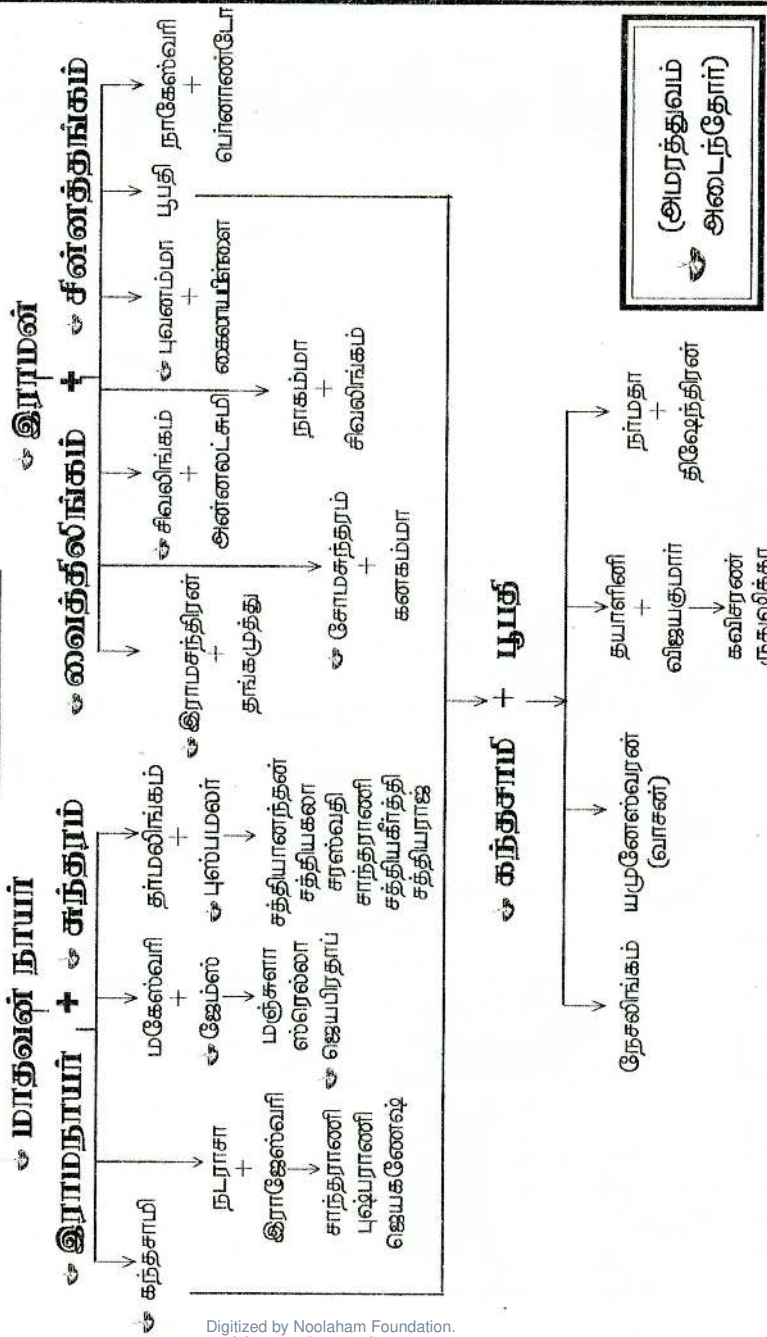 மாதவன் நாயர்
இராமநாயர் + சுந்தரம்
கந்தசாமி
நடராசா
+
இராஜேஸ்வரி
சாந்தராணி
புஷ்பராணி
ஜெயகணேஷ்
மகேஸ்வரி
+
ஜேம்ஸ்
மஞ்சுளா
ஸ்ரெல்லா
ஜெயபிரதாப்
தர்மலிங்கம்
+
புஸ்பமலர்
சத்தியானந்தன்
சத்தியகலா
சரஸ்வதி
சாந்தராணி
சத்தியகீர்த்தி
சத்தியராஜ்
இராமன்
வைத்திலிங்கம் + சின்னத்தங்கம்
இராமசந்திரன்
+
தங்கமுத்து
சோமசுந்தரம்
+
கனகம்மா
சிவலிங்கம்
+
அன்னலட்சுமி
நாகம்மா
+
சிவலிங்கம்
புவனம்மா
+
கைலாயபிள்ளை
பூபதி
நாகேஸ்வரி
+
பெர்னாண்டோ
கந்தசாமி + பூபதி
நேசலிங்கம்
யமுனேஸ்வரன்
(வாசன்)
தயாளினி
+
விஜயகுமார்
கவிசரண்
நர்மதா
+
திஷேந்திரன்
(அமரத்துவம்
அடைந்தோர்)
Digitized by Noolaham Foundation.